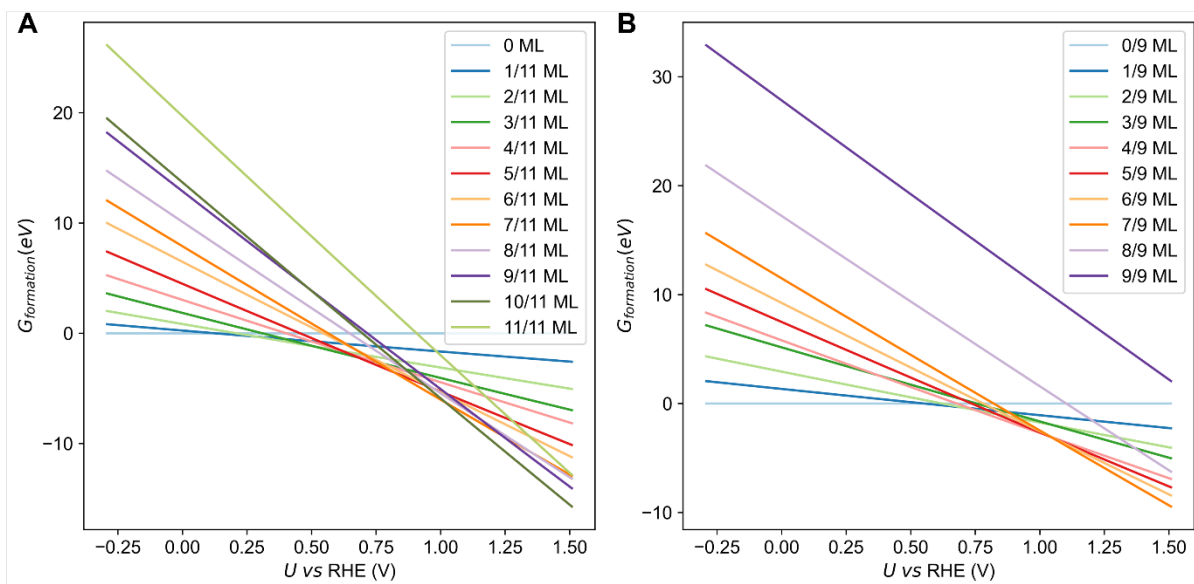 A
20
10
0
−10
G_formation(eV)
−0.25 0.00 0.25 0.50 0.75 1.00 1.25 1.50
U vs RHE (V)
0 ML
1/11 ML
2/11 ML
3/11 ML
4/11 ML
5/11 ML
6/11 ML
7/11 ML
8/11 ML
9/11 ML
10/11 ML
11/11 ML
B
30
20
10
0
−10
G_formation(eV)
−0.25 0.00 0.25 0.50 0.75 1.00 1.25 1.50
U vs RHE (V)
0/9 ML
1/9 ML
2/9 ML
3/9 ML
4/9 ML
5/9 ML
6/9 ML
7/9 ML
8/9 ML
9/9 ML